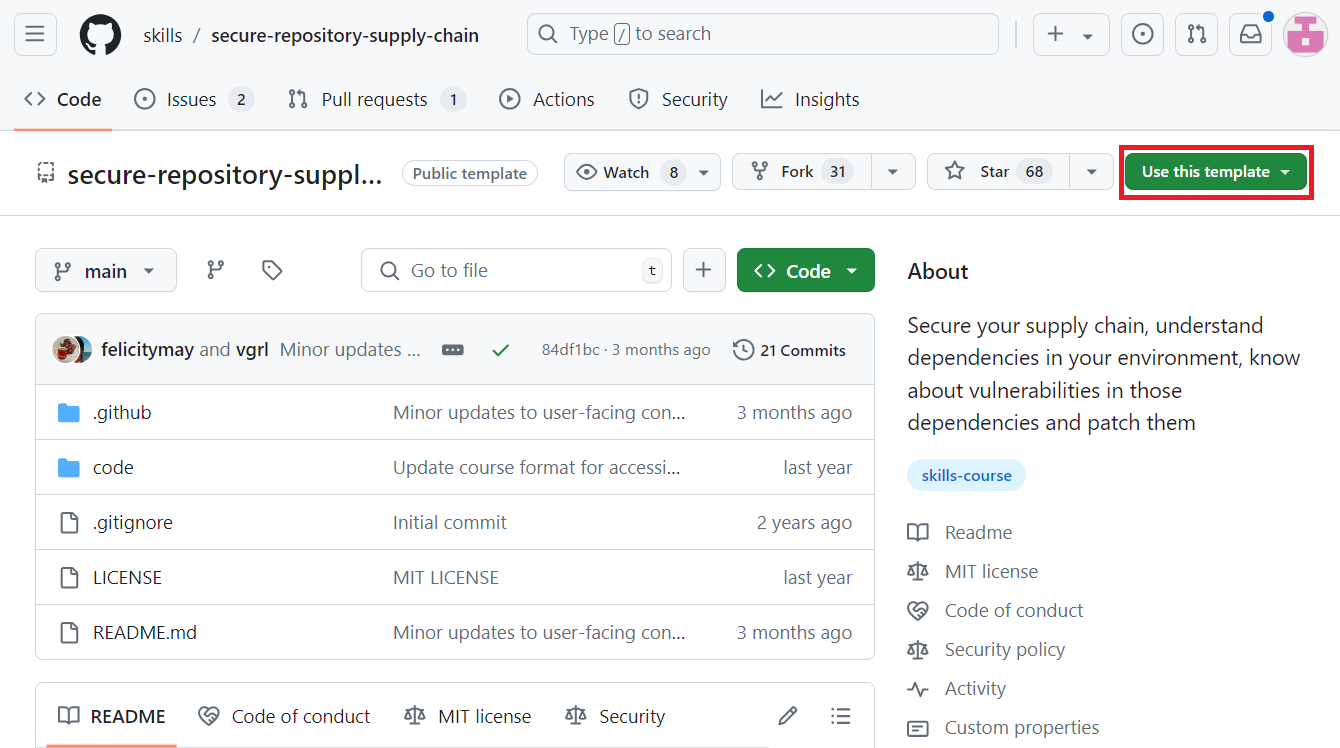 skills / secure-repository-supply-chain
Type / to search
Code
Issues 2
Pull requests 1
Actions
Security
Insights
secure-repository-suppl...
Public template
Watch 8
Fork 31
Star 68
Use this template
main
Go to file
t
Code
felicitymay and vgrl Minor updates ...
84df1bc · 3 months ago
21 Commits
.github Minor updates to user-facing con... 3 months ago
code Update course format for accessi... last year
.gitignore Initial commit 2 years ago
LICENSE MIT LICENSE last year
README.md Minor updates to user-facing con... 3 months ago
README
Code of conduct
MIT license
Security
About
Secure your supply chain, understand
dependencies in your environment, know
about vulnerabilities in those
dependencies and patch them
skills-course
Readme
MIT license
Code of conduct
Security policy
Activity
Custom properties